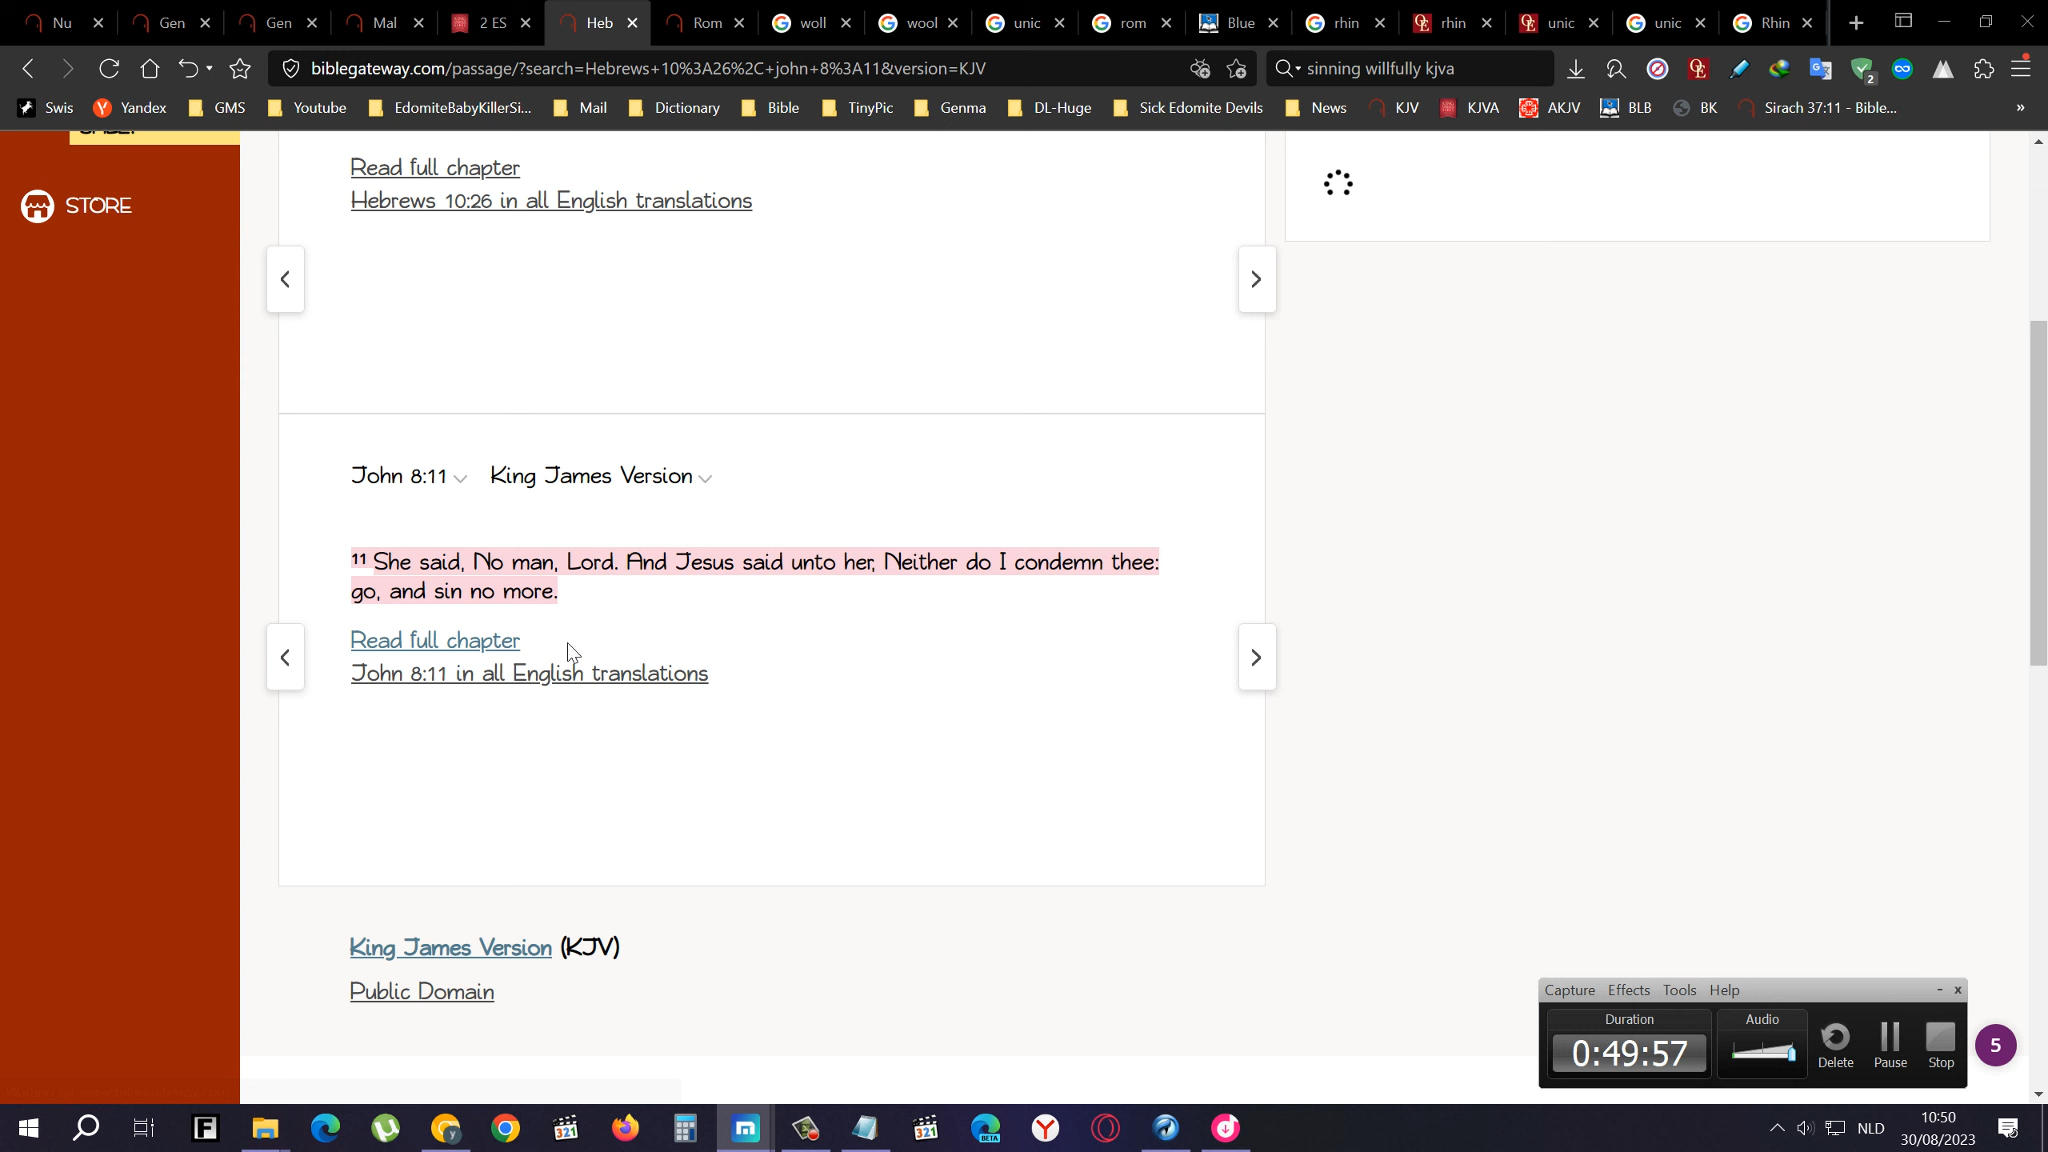 Nu
Gen
Gen
Mal
2 ES
Heb
Rom
woll
wool
unic
rom
Blue
rhin
rhin
unic
unic
Rhin
biblegateway.com/passage/?search=Hebrews+10%3A26%2C+john+8%3A11&version=KJV
sinning willfully kjva
2
Swis
Yandex
GMS
Youtube
EdomiteBabyKillerSi...
Mail
Dictionary
Bible
TinyPic
Genma
DL-Huge
Sick Edomite Devils
News
KJV
KJVA
AKJV
BLB
BK
Sirach 37:11 - Bible...
»
STORE
Read full chapter
Hebrews 10:26 in all English translations
John 8:11 King James Version
11 She said, No man, Lord. And Jesus said unto her, Neither do I condemn thee:
go, and sin no more.
Read full chapter
John 8:11 in all English translations
King James Version (KJV)
Public Domain
Capture Effects Tools Help
Duration
Audio
0:49:57
Delete
Pause
Stop
5
NLD
10:50
30/08/2023